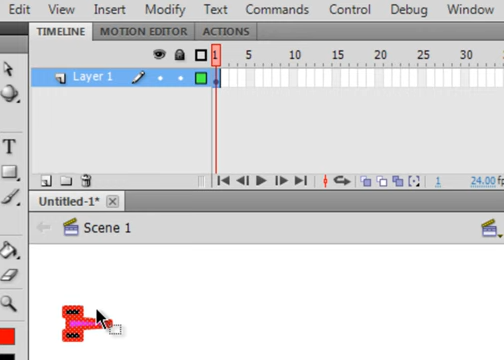 Edit View Insert Modify Text Commands Control Debug Window
TIMELINE MOTION EDITOR ACTIONS
1 5 10 15 20 25 30
Layer 1
1 24.00 fp
Untitled-1*
Scene 1
T